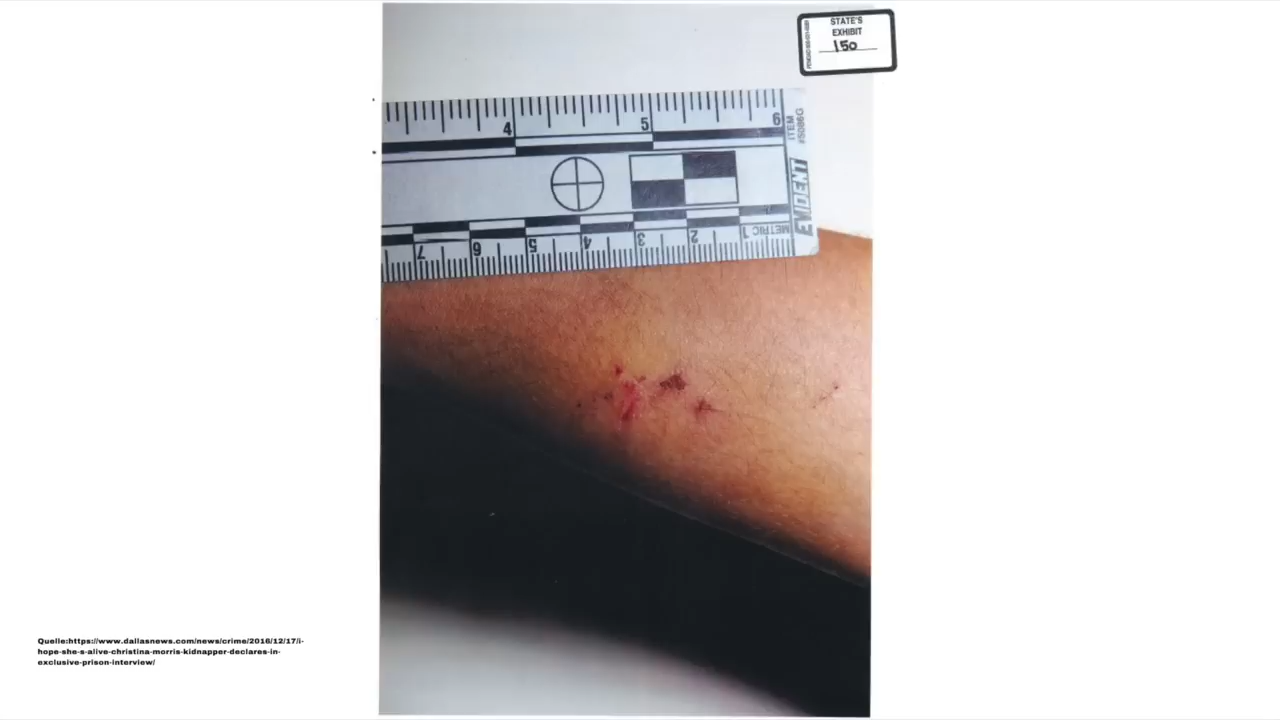 STATE'S
EXHIBIT
150
4 5 6
ITEM
#5086G
EVIDENT
METRIC
7 6 5 4 3 2 1
Quelle:https://www.dallasnews.com/news/crime/2016/12/17/i-
hope-she-s-alive-christina-morris-kidnapper-declares-in-
exclusive-prison-interview/